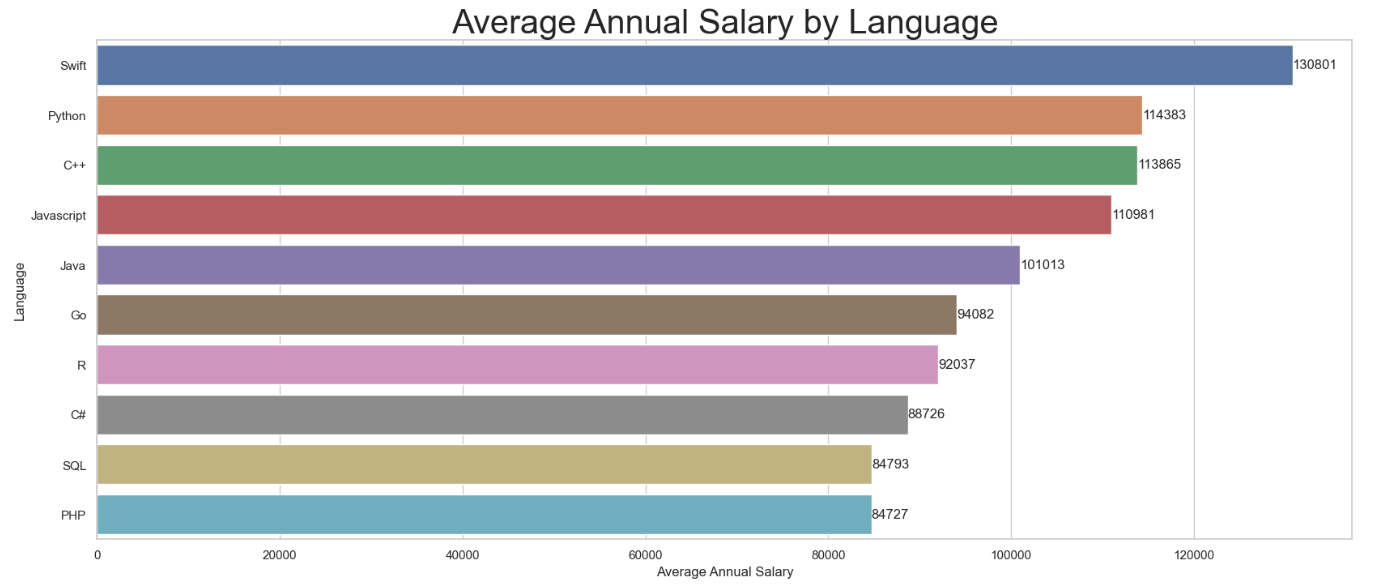 Average Annual Salary by Language
Language
Swift 130801
Python 114383
C++ 113865
Javascript 110981
Java 101013
Go 94082
R 92037
C# 88726
SQL 84793
PHP 84727
0 20000 40000 60000 80000 100000 120000
Average Annual Salary